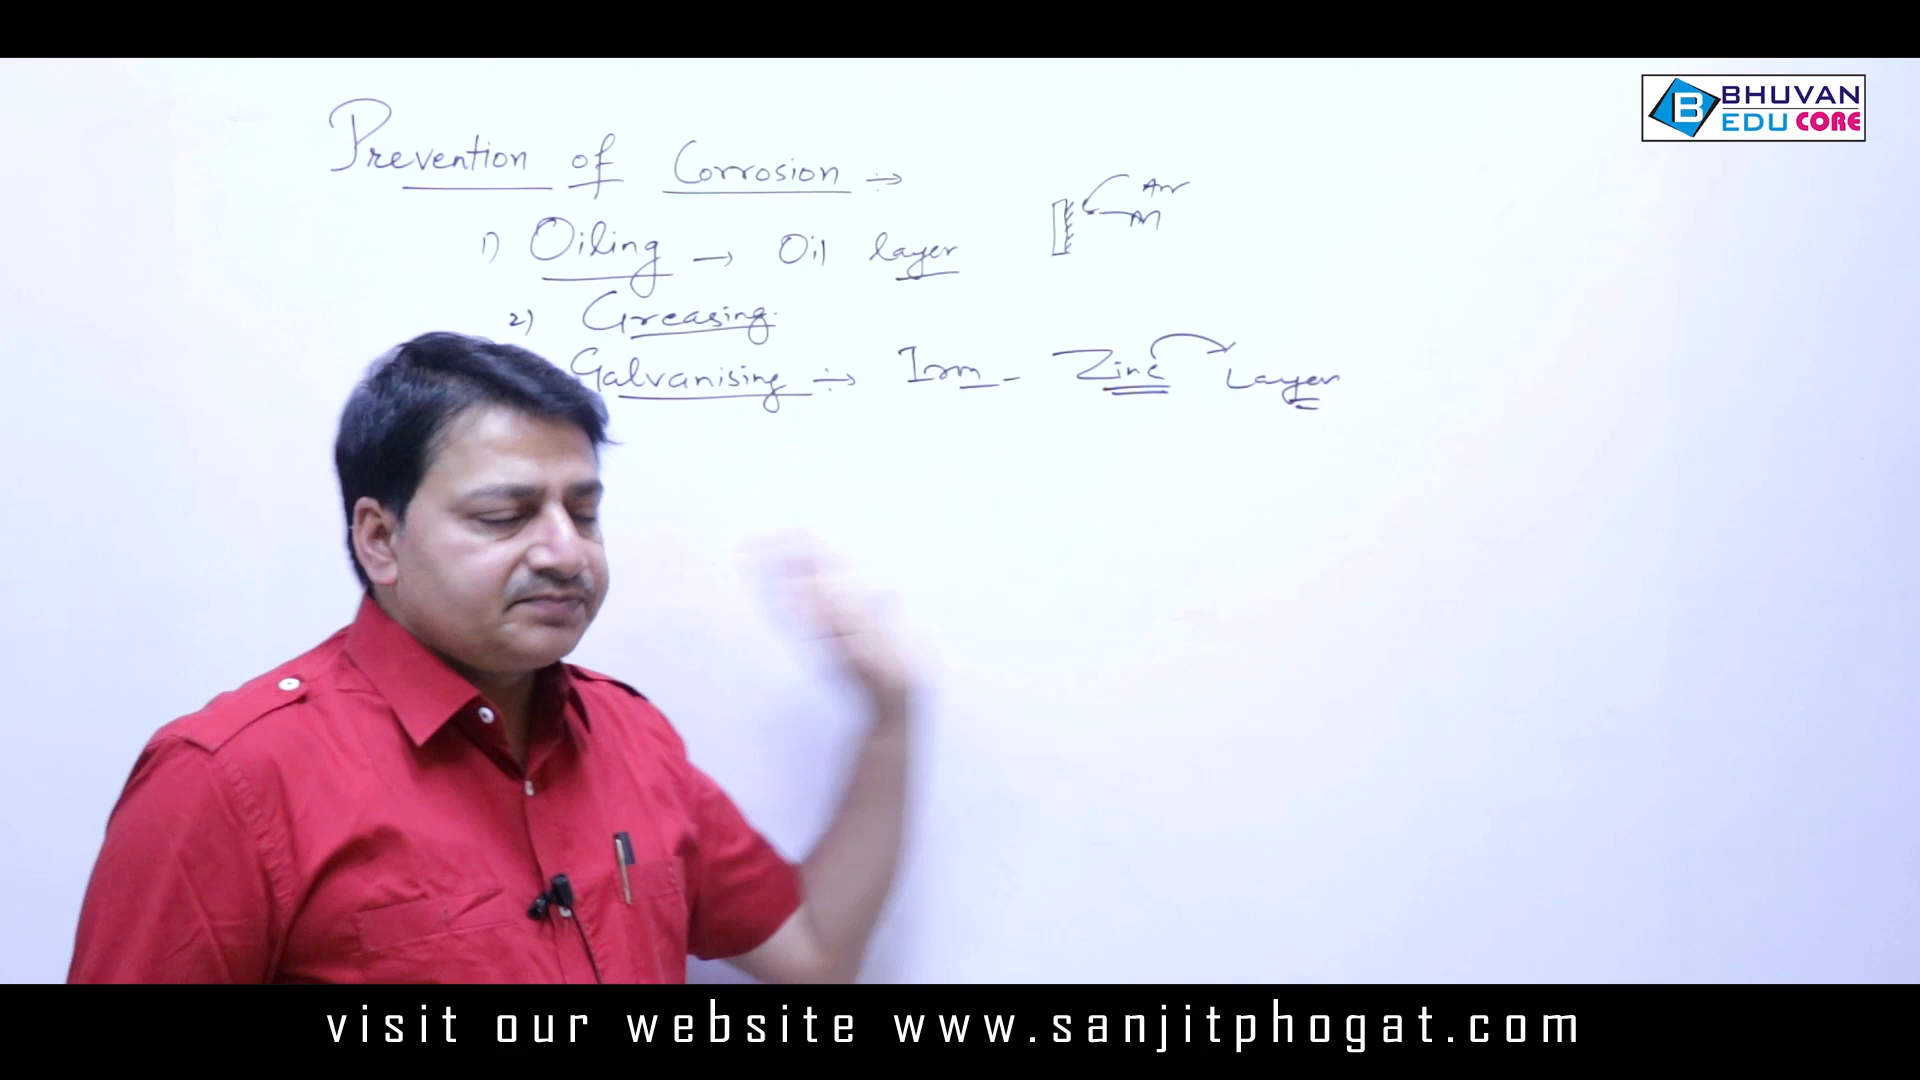 BHUVAN
EDU CORE
Prevention of Corrosion →
1) Oiling → Oil layer
2) Greasing
Galvanising → Iron - Zinc Layer
visit our website www.sanjitphogat.com